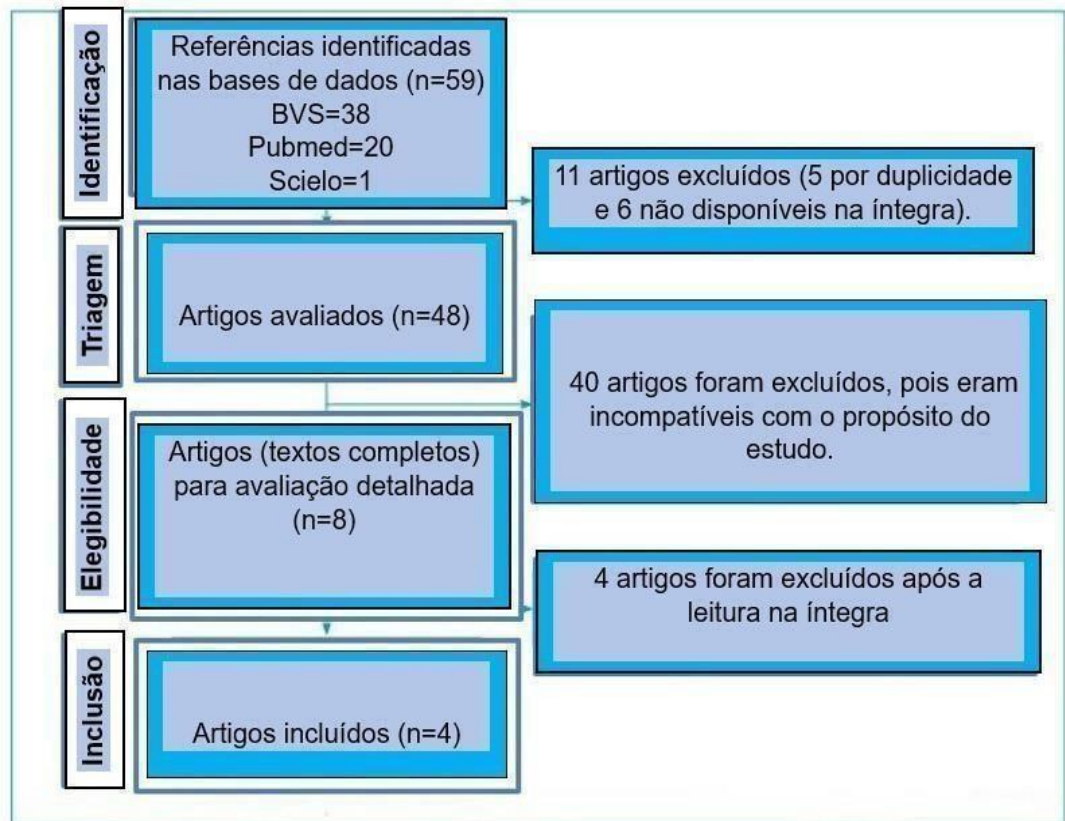 Identificação
Referências identificadas
nas bases de dados (n=59)
BVS=38
Pubmed=20
Scielo=1
11 artigos excluídos (5 por duplicidade
e 6 não disponíveis na íntegra).
Triagem
Artigos avaliados (n=48)
40 artigos foram excluídos, pois eram
incompatíveis com o propósito do
estudo.
Elegibilidade
Artigos (textos completos)
para avaliação detalhada
(n=8)
4 artigos foram excluídos após a
leitura na íntegra
Inclusão
Artigos incluídos (n=4)